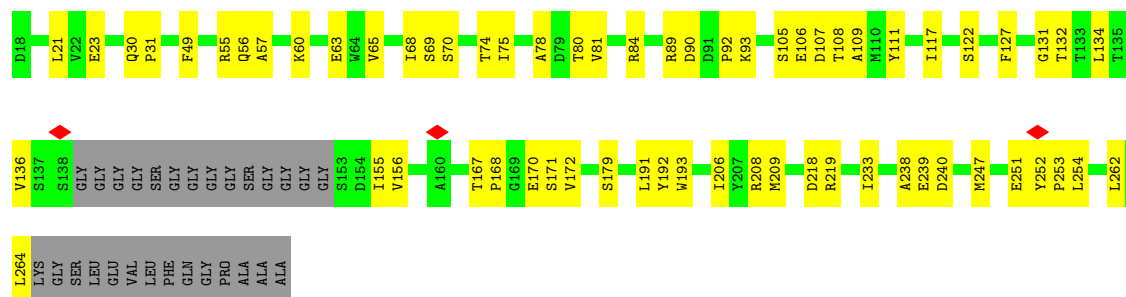 D18 L21 V22 E23 Q30 P31 F49 R55 Q56 A57 K60 E63 W64 V65 I68 S69 S70 T74 I75 A78 D79 T80 V81 R84 R89 D90 D91 P92 K93 S105 E106 D107 T108 A109 M110 Y111 I117 S122 F127 G131 T132 T133 L134 T135
V136 S137 S138 GLY GLY GLY GLY SER GLY GLY GLY GLY SER GLY GLY GLY GLY S153 D154 I155 V156 A160 T167 P168 G169 E170 S171 V172 S179 L191 Y192 W193 I206 Y207 R208 M209 D218 R219 I233 A238 E239 D240 M247 E251 Y252 P253 L254 L262
L264 LYS GLY SER LEU GLU VAL LEU PHE GLN GLY PRO ALA ALA ALA